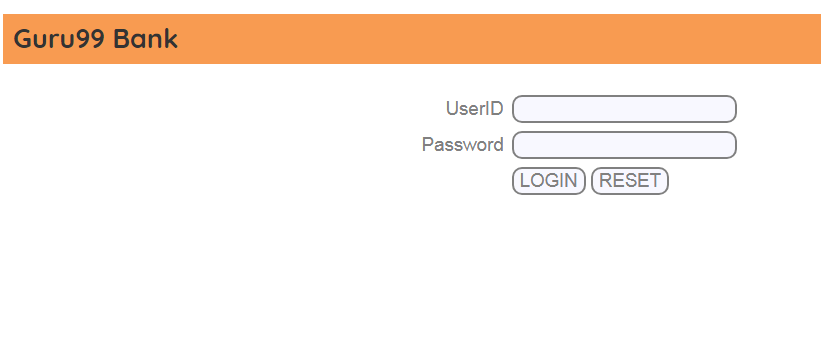 Guru99 Bank
UserID
Password
LOGIN RESET